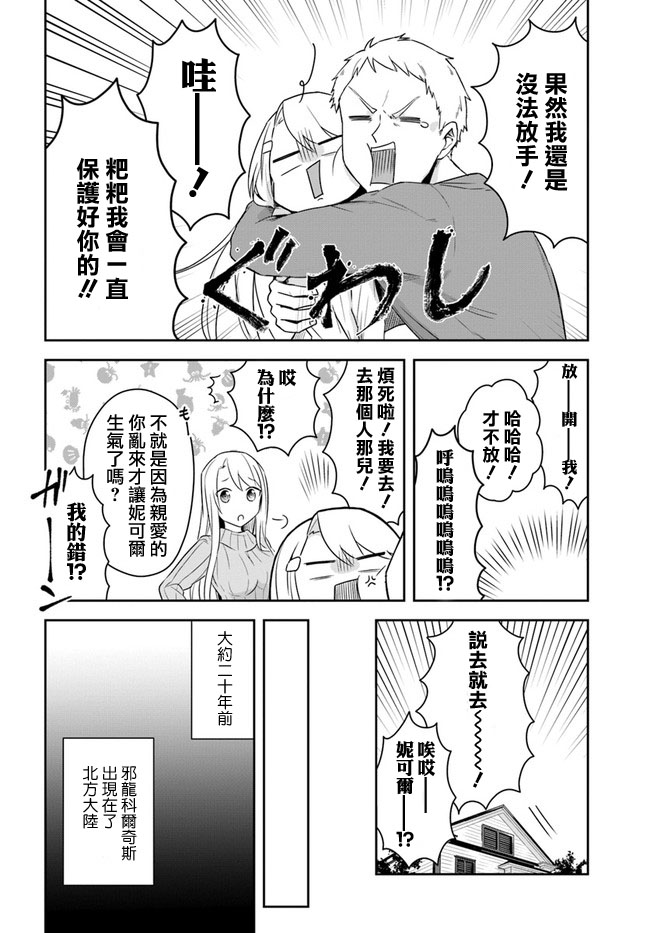 果然我還是
沒法放手！
哇——！
粑粑我會一直
保護好你的！！
ぐわし
放——開——我！
哈哈哈！
才不放！
呼嗚嗚嗚嗚嗚嗚！？
煩死啦！我要去！
去那個人那兒！
哎
為什麼！？
不就是因為親愛的
你亂來才讓妮可爾
生氣了嗎？
も
我的錯！？
ガーン
説去就去～～～～！
唉哎——
妮可爾——！？
大約二十年前
邪龍科爾奇斯
出現在了
北方大陸